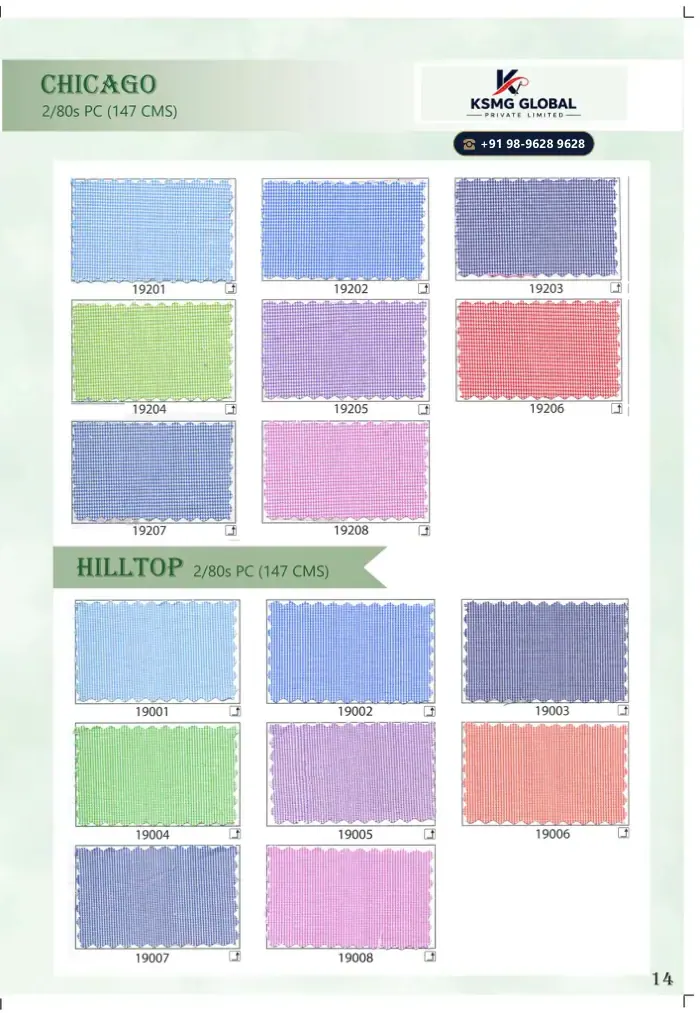 CHICAGO
2/80s PC (147 CMS)
KSMG GLOBAL
PRIVATE LIMITED
+91 98-9628 9628
19201
19202
19203
19204
19205
19206
19207
19208
HILLTOP 2/80s PC (147 CMS)
19001
19002
19003
19004
19005
19006
19007
19008
14